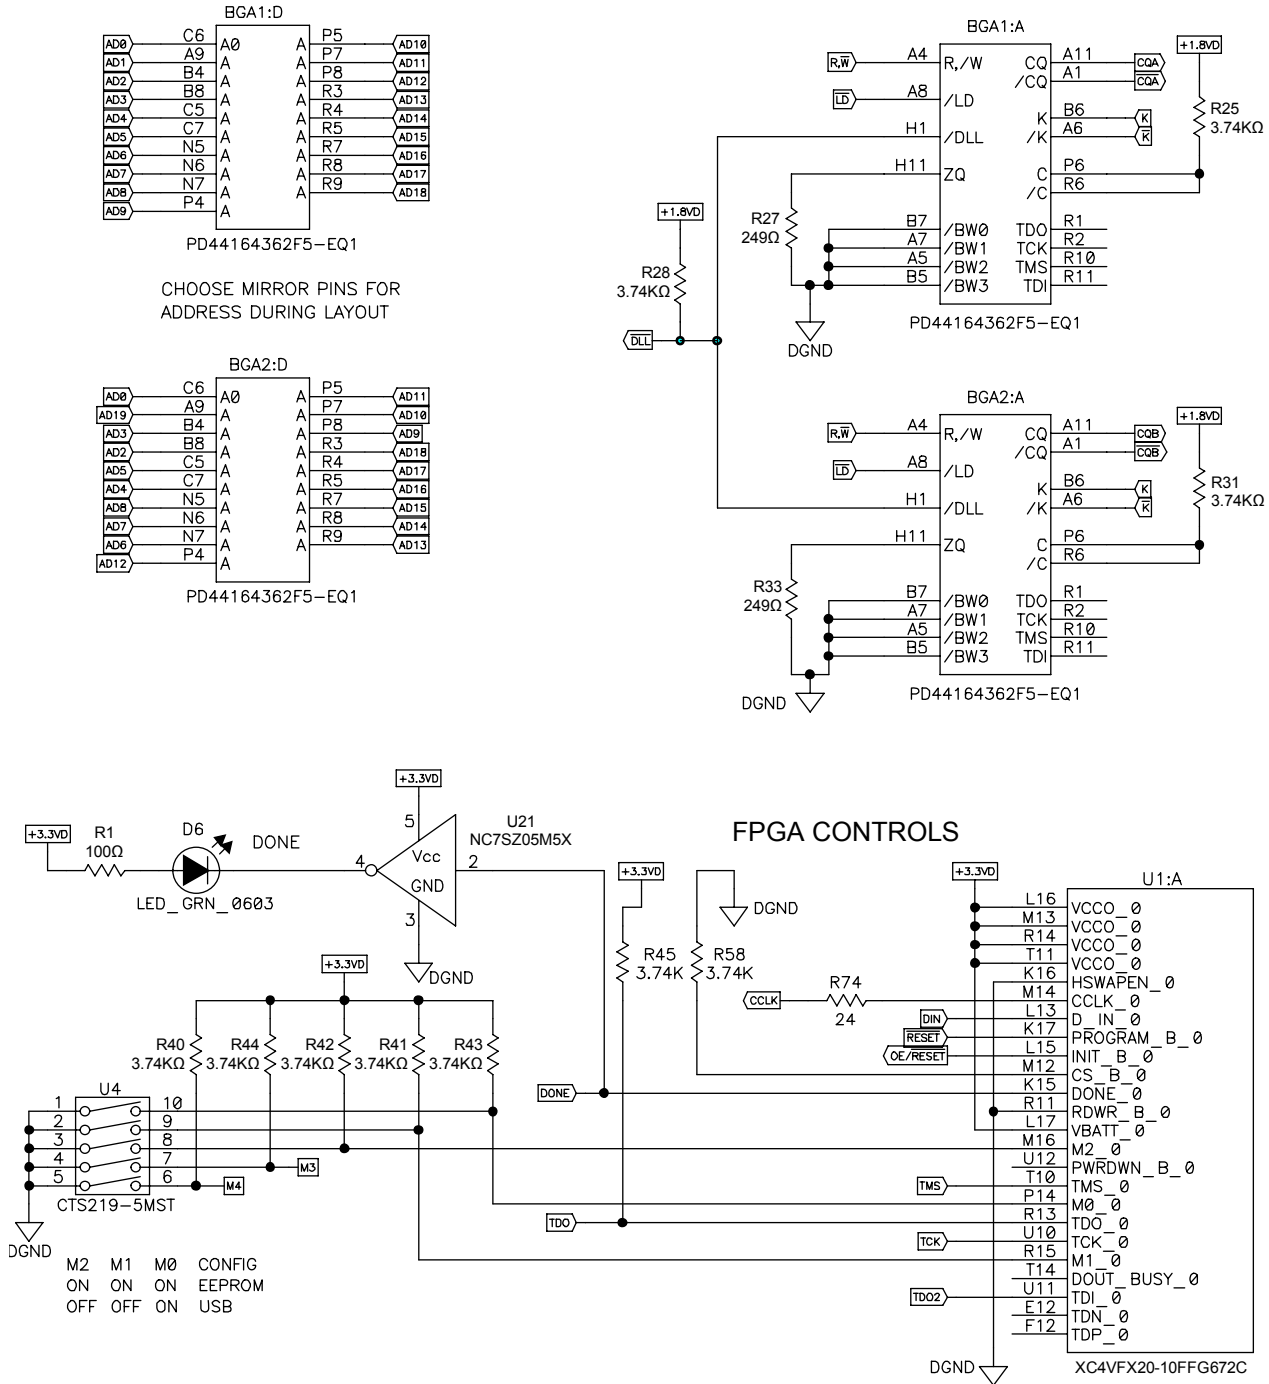 BGA1:D
AD0 C6 A0 A P5 AD10
AD1 A9 A A P7 AD11
AD2 B4 A A P8 AD12
AD3 B8 A A R3 AD13
AD4 C5 A A R4 AD14
AD5 C7 A A R5 AD15
AD6 N5 A A R7 AD16
AD7 N6 A A R8 AD17
AD8 N7 A A R9 AD18
AD9 P4 A
PD44164362F5-EQ1
CHOOSE MIRROR PINS FOR
ADDRESS DURING LAYOUT
BGA2:D
AD0 C6 A0 A P5 AD11
AD19 A9 A A P7 AD10
AD3 B4 A A P8 AD9
AD2 B8 A A R3 AD18
AD5 C5 A A R4 AD17
AD4 C7 A A R5 AD16
AD8 N5 A A R7 AD15
AD7 N6 A A R8 AD14
AD6 N7 A A R9 AD13
AD12 P4 A
PD44164362F5-EQ1
BGA1:A
R,W A4 R,/W CQ A11 CQA
/CQ A1 CQA
LD A8 /LD
K B6 K
H1 /DLL /K A6 K
H11 ZQ C P6
/C R6
B7 /BW0 TDO R1
A7 /BW1 TCK R2
A5 /BW2 TMS R10
B5 /BW3 TDI R11
PD44164362F5-EQ1
+1.8VD
R25
3.74KΩ
R27
249Ω
DGND
+1.8VD
R28
3.74KΩ
DLL
BGA2:A
R,W A4 R,/W CQ A11 CQB
/CQ A1 CQB
LD A8 /LD
K B6 K
H1 /DLL /K A6 K
H11 ZQ C P6
/C R6
B7 /BW0 TDO R1
A7 /BW1 TCK R2
A5 /BW2 TMS R10
B5 /BW3 TDI R11
PD44164362F5-EQ1
+1.8VD
R31
3.74KΩ
R33
249Ω
DGND
+3.3VD
R1
100Ω
D6
DONE
LED_GRN_0603
+3.3VD
U21
NC7SZ05M5X
5
Vcc
4
2
GND
3
DGND
+3.3VD
R40
3.74KΩ
R44
3.74KΩ
R42
3.74KΩ
R41
3.74KΩ
R43
3.74KΩ
U4
1 10
2 9
3 8
4 7 M3
5 6 M4
CTS219-5MST
DGND
M2 M1 M0 CONFIG
ON ON ON EEPROM
OFF OFF ON USB
FPGA CONTROLS
+3.3VD
R45
3.74K
DGND
R58
3.74K
CCLK
R74
24
+3.3VD
U1:A
L16 VCCO_0
M13 VCCO_0
R14 VCCO_0
T11 VCCO_0
K16 HSWAPEN_0
M14 CCLK_0
DIN L13 D_IN_0
RESET K17 PROGRAM_B_0
OE/RESET L15 INIT_B_0
M12 CS_B_0
DONE K15 DONE_0
R11 RDWR_B_0
L17 VBATT_0
M16 M2_0
U12 PWRDWN_B_0
TMS T10 TMS_0
P14 M0_0
TDO R13 TDO_0
TCK U10 TCK_0
R15 M1_0
T14 DOUT_BUSY_0
TDO2 U11 TDI_0
E12 TDN_0
F12 TDP_0
DGND
XC4VFX20-10FFG672C